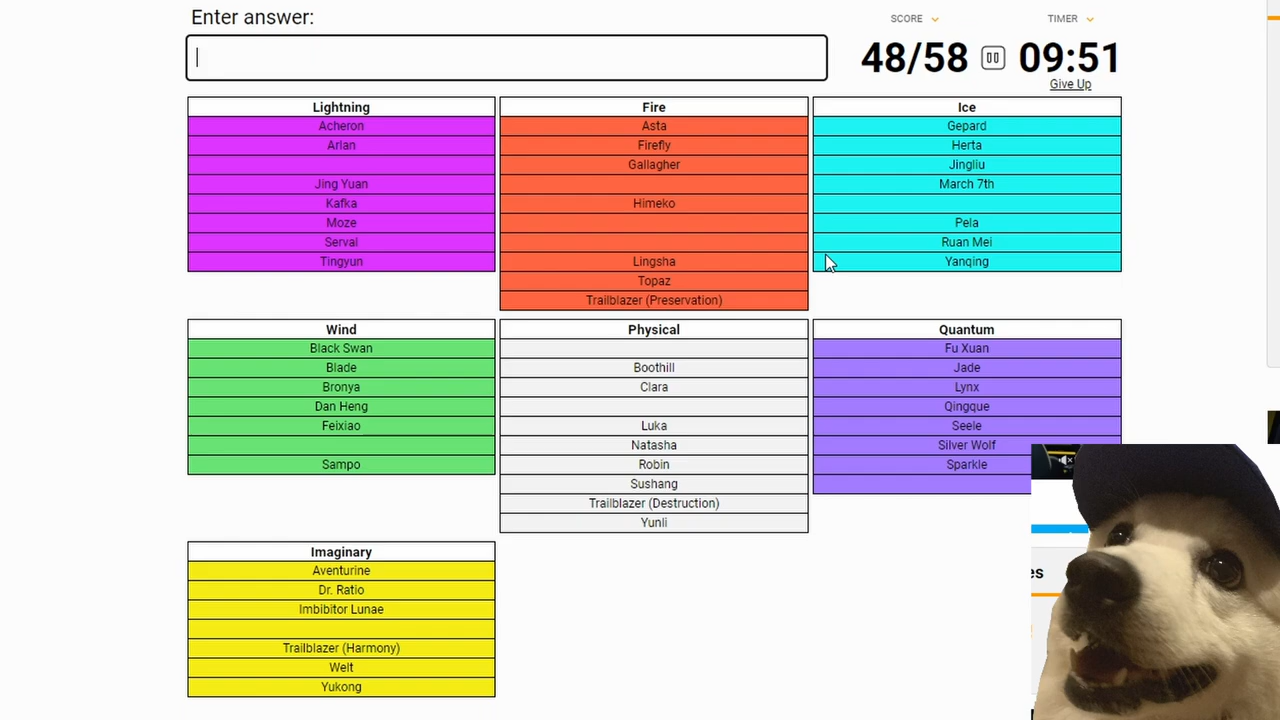 Enter answer:
SCORE
TIMER
48/58
09:51
Give Up
Lightning
Acheron
Arlan
Jing Yuan
Kafka
Moze
Serval
Tingyun
Fire
Asta
Firefly
Gallagher
Himeko
Lingsha
Topaz
Trailblazer (Preservation)
Ice
Gepard
Herta
Jingliu
March 7th
Pela
Ruan Mei
Yanqing
Wind
Black Swan
Blade
Bronya
Dan Heng
Feixiao
Sampo
Physical
Boothill
Clara
Luka
Natasha
Robin
Sushang
Trailblazer (Destruction)
Yunli
Quantum
Fu Xuan
Jade
Lynx
Qingque
Seele
Silver Wolf
Sparkle
Imaginary
Aventurine
Dr. Ratio
Imbibitor Lunae
Trailblazer (Harmony)
Welt
Yukong
es